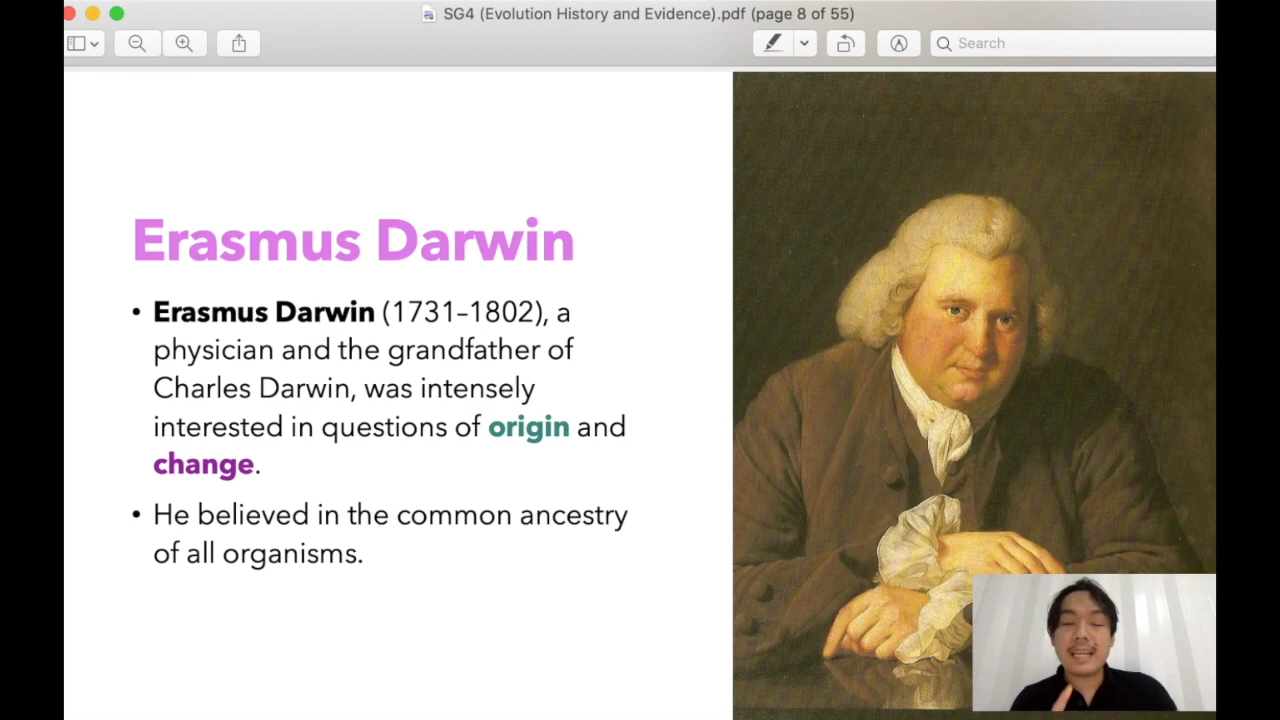 SG4 (Evolution History and Evidence).pdf (page 8 of 55)
Search
Erasmus Darwin
• Erasmus Darwin (1731–1802), a
physician and the grandfather of
Charles Darwin, was intensely
interested in questions of origin and
change.
• He believed in the common ancestry
of all organisms.